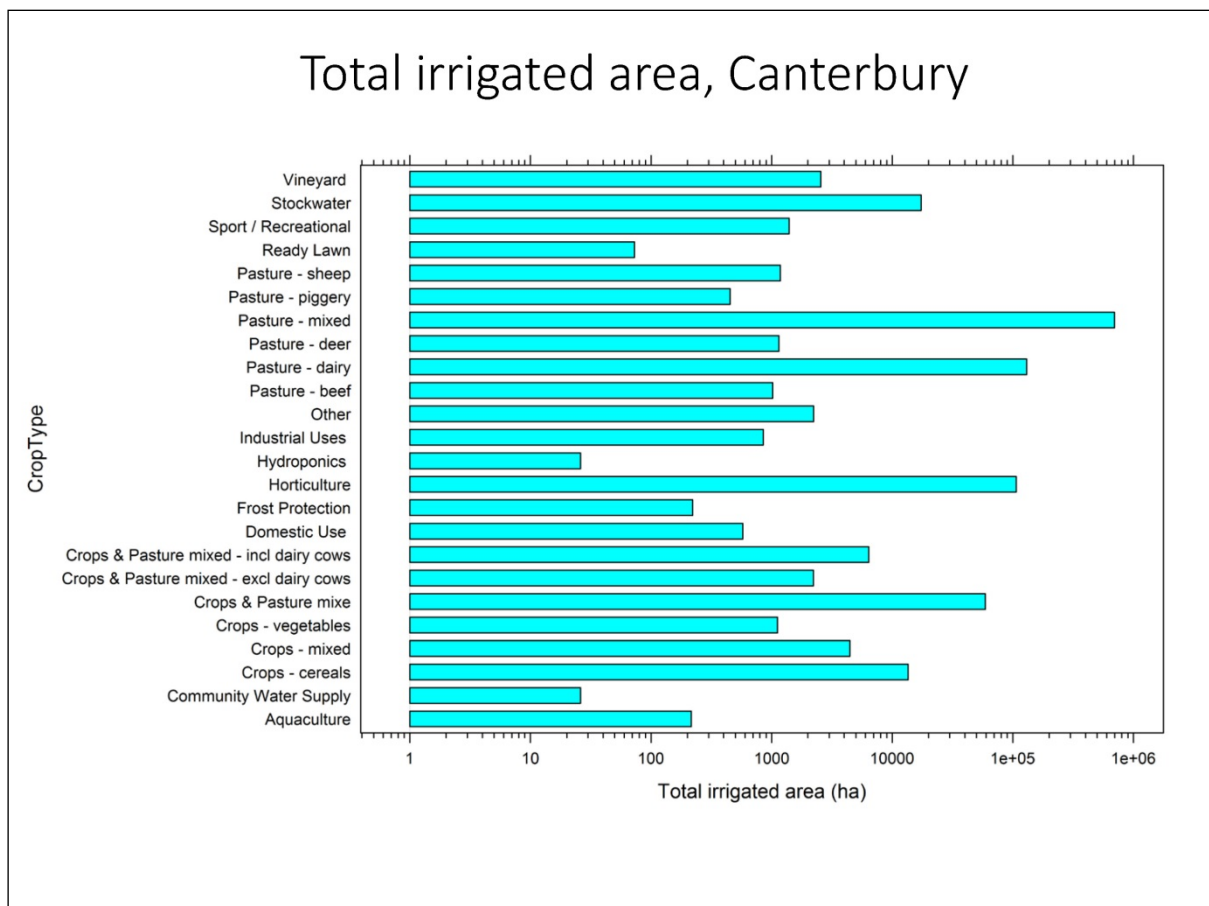 Total irrigated area, Canterbury
Vineyard
Stockwater
Sport / Recreational
Ready Lawn
Pasture - sheep
Pasture - piggery
Pasture - mixed
Pasture - deer
Pasture - dairy
Pasture - beef
Other
Industrial Uses
Hydroponics
Horticulture
Frost Protection
Domestic Use
Crops & Pasture mixed - incl dairy cows
Crops & Pasture mixed - excl dairy cows
Crops & Pasture mixe
Crops - vegetables
Crops - mixed
Crops - cereals
Community Water Supply
Aquaculture
CropType
1 10 100 1000 10000 1e+05 1e+06
Total irrigated area (ha)